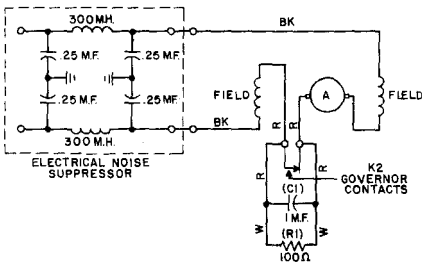 300 M.H.
BK
.25 M.F.
.25 M.F.
FIELD
A
FIELD
.25 M.F.
.25 MF.
BK
R
R
300 M.H.
ELECTRICAL NOISE
SUPPRESSOR
R
R
K2
GOVERNOR
CONTACTS
(C1)
1 M.F.
W
W
(R1)
100Ω